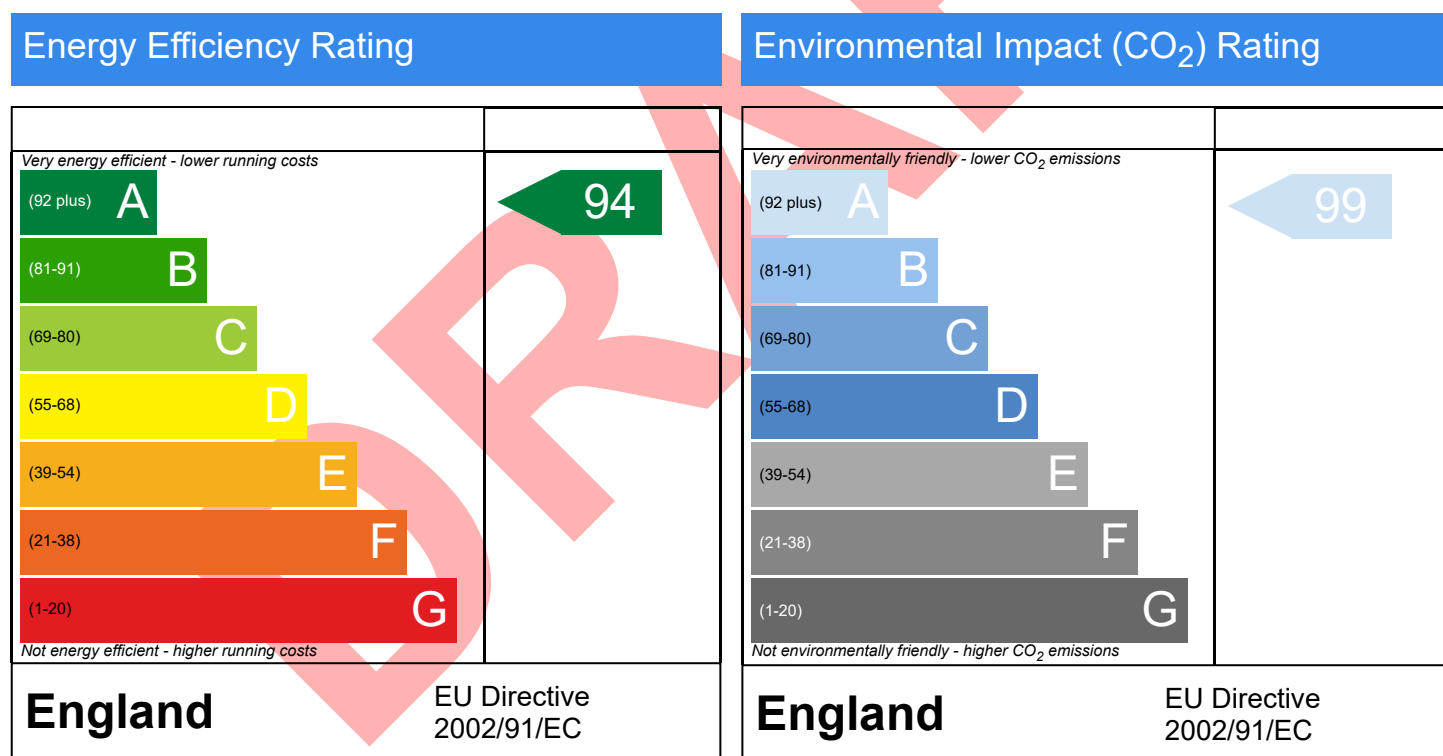 Energy Efficiency Rating
Very energy efficient - lower running costs
(92 plus) A
94
(81-91) B
(69-80) C
(55-68) D
(39-54) E
(21-38) F
(1-20) G
Not energy efficient - higher running costs
England
EU Directive
2002/91/EC
Environmental Impact (CO₂) Rating
Very environmentally friendly - lower CO₂ emissions
(92 plus) A
99
(81-91) B
(69-80) C
(55-68) D
(39-54) E
(21-38) F
(1-20) G
Not environmentally friendly - higher CO₂ emissions
England
EU Directive
2002/91/EC